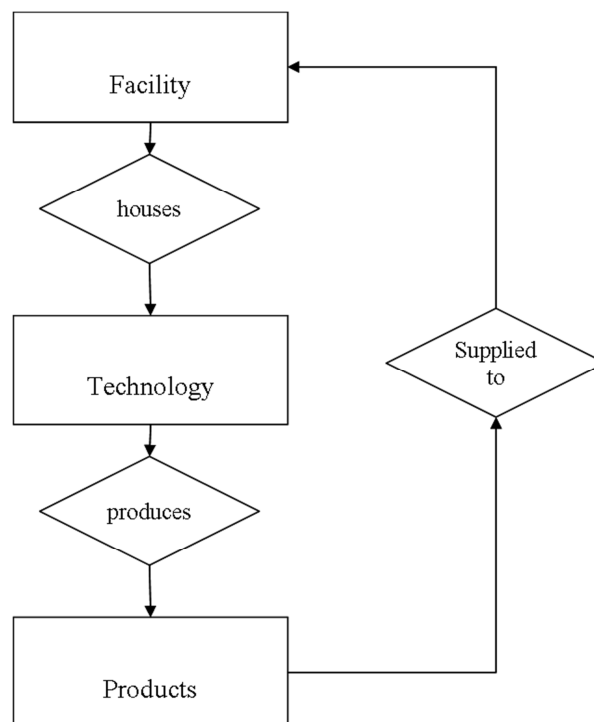 Facility
houses
Technology
Supplied
to
produces
Products